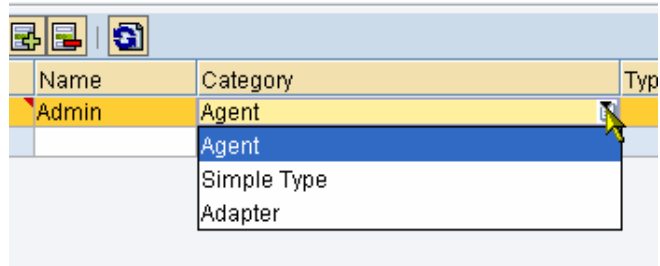 Name Category Typ
Admin Agent
Agent
Simple Type
Adapter